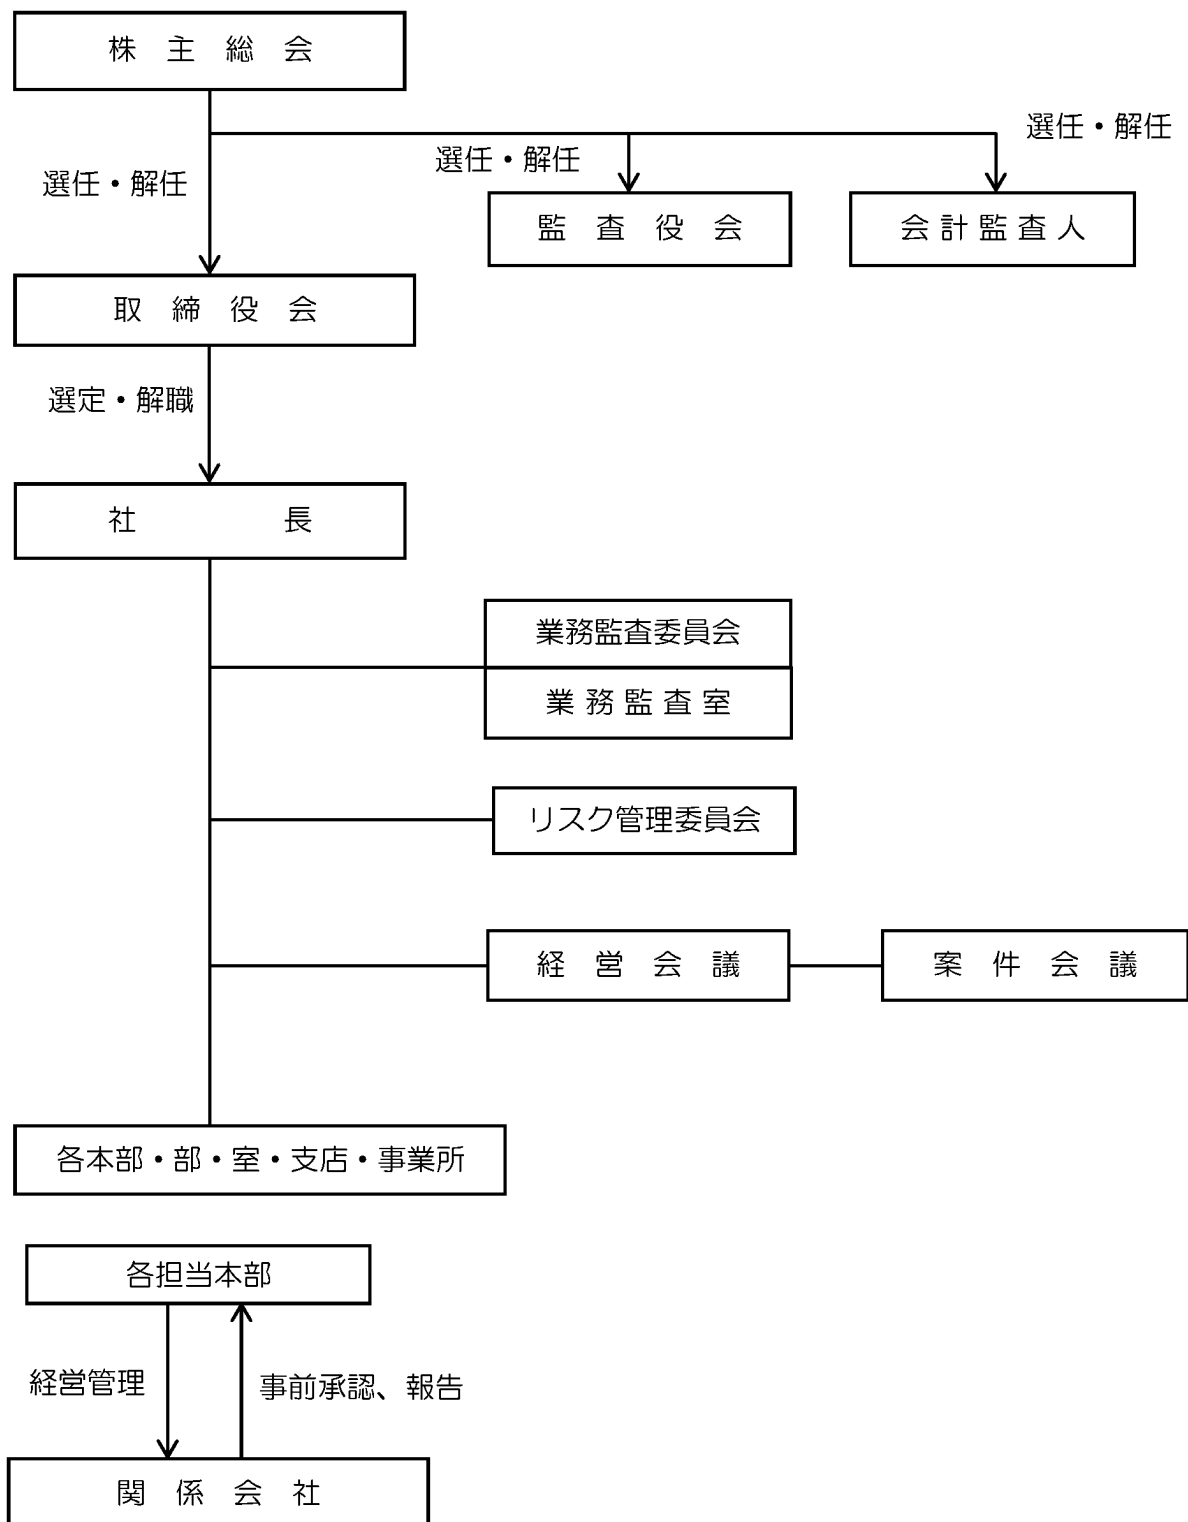 株主総会
選任・解任
選任・解任
選任・解任
監査役会
会計監査人
取締役会
選定・解職
社長
業務監査委員会
業務監査室
リスク管理委員会
経営会議
案件会議
各本部・部・室・支店・事業所
各担当本部
経営管理
事前承認、報告
関係会社